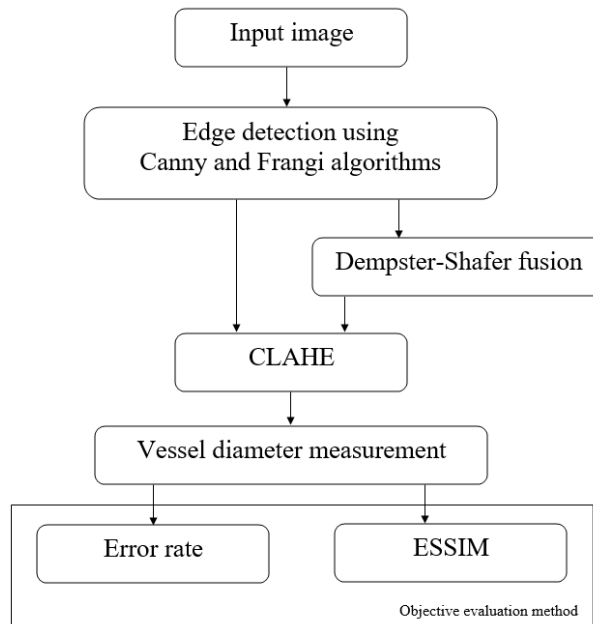 Input image
Edge detection using
Canny and Frangi algorithms
Dempster-Shafer fusion
CLAHE
Vessel diameter measurement
Error rate
ESSIM
Objective evaluation method